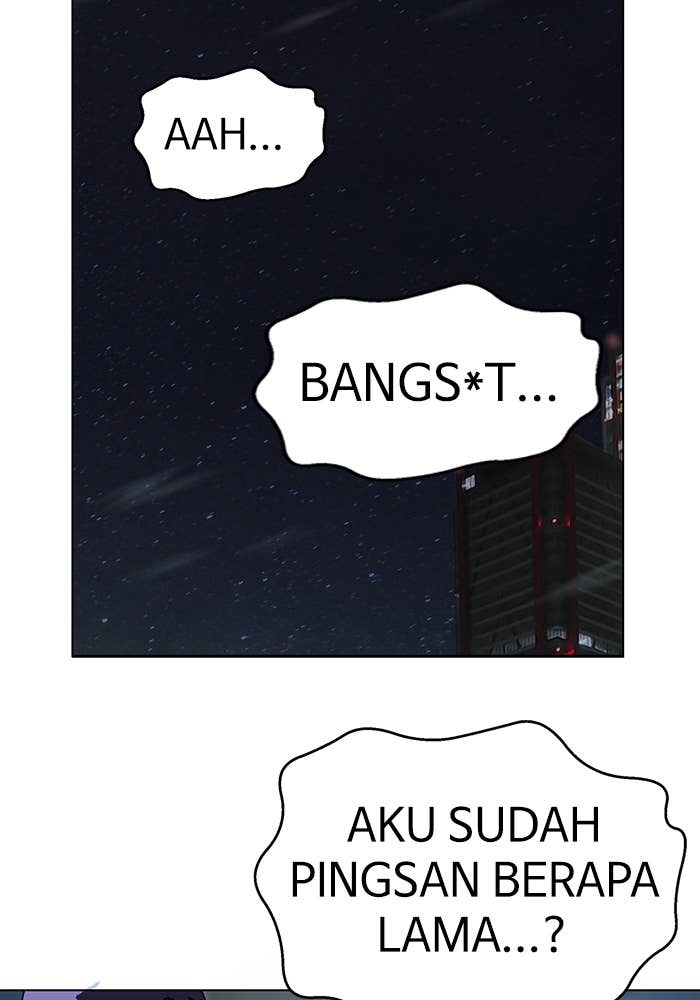 AAH...
BANGS*T...
AKU SUDAH
PINGSAN BERAPA
LAMA...?